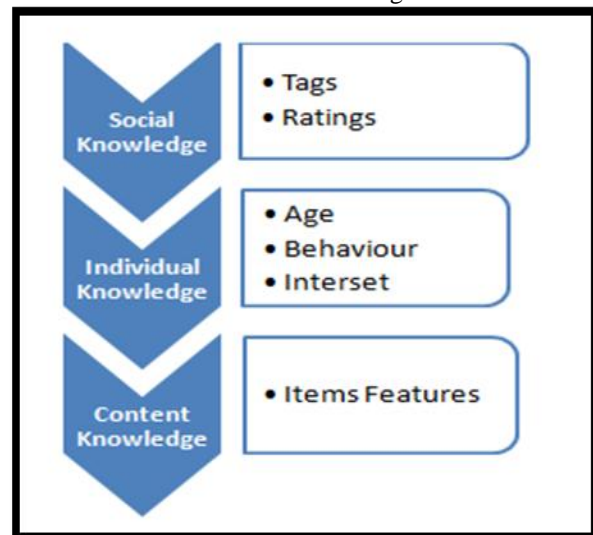 Social
Knowledge
• Tags
• Ratings
Individual
Knowledge
• Age
• Behaviour
• Interset
Content
Knowledge
• Items Features